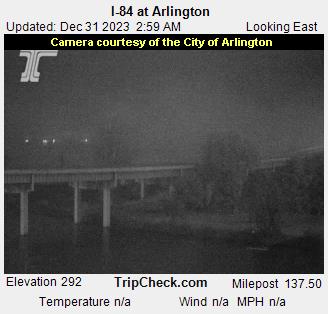 I-84 at Arlington
Updated: Dec 31 2023 2:59 AM Looking East
Camera courtesy of the City of Arlington
Elevation 292 TripCheck.com Milepost 137.50
Temperature n/a Wind n/a MPH n/a